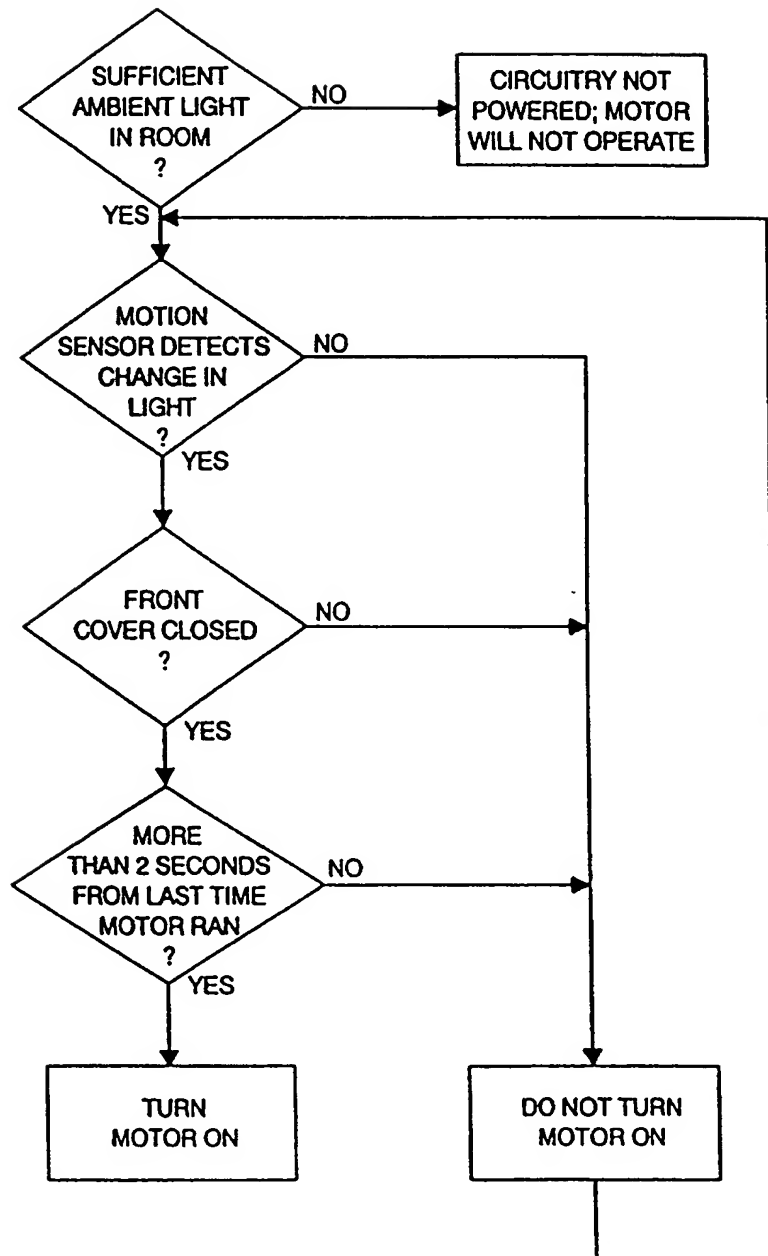 SUFFICIENT
AMBIENT LIGHT
IN ROOM
?
NO
CIRCUITRY NOT
POWERED; MOTOR
WILL NOT OPERATE
YES
MOTION
SENSOR DETECTS
CHANGE IN
LIGHT
?
NO
YES
FRONT
COVER CLOSED
?
NO
YES
MORE
THAN 2 SECONDS
FROM LAST TIME
MOTOR RAN
?
NO
YES
TURN
MOTOR ON
DO NOT TURN
MOTOR ON